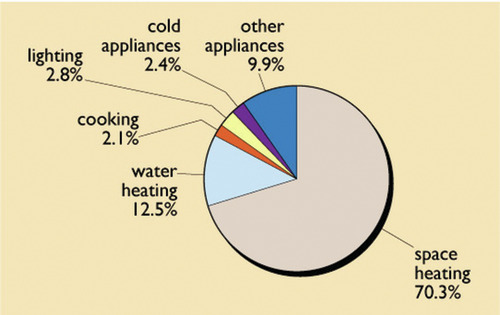 cold
appliances
2.4%
other
appliances
9.9%
lighting
2.8%
cooking
2.1%
water
heating
12.5%
space
heating
70.3%